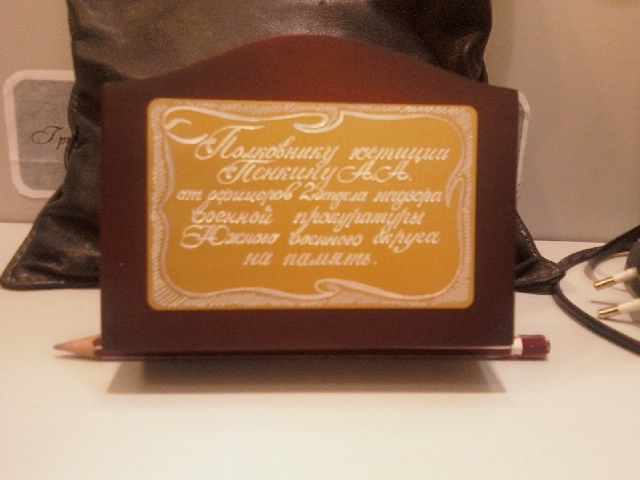 Полковнику юстиции
Пенкину А.А.
от офицеров 2 отдела надзора
военной прокуратуры
Южного военного округа
на память.